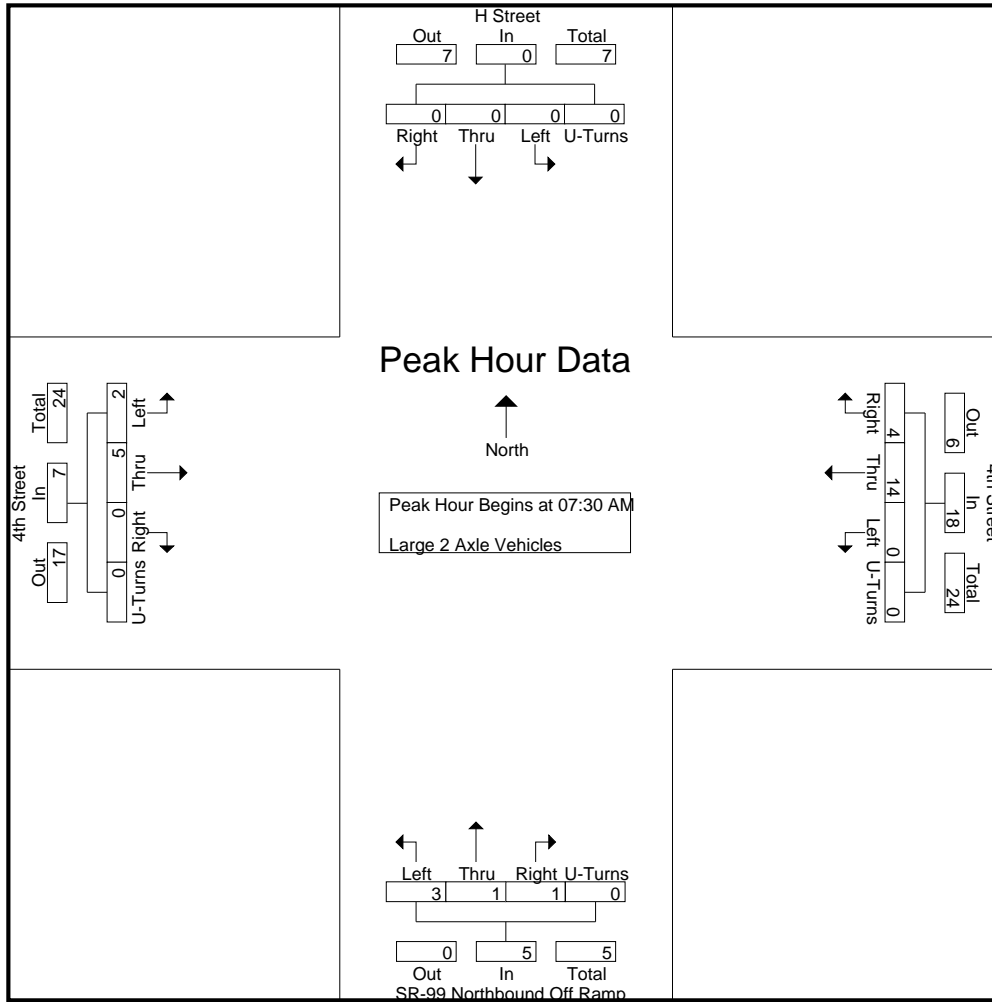 H Street
Out In Total
7 0 7
0 0 0 0
Right Thru Left U-Turns
Peak Hour Data
North
Peak Hour Begins at 07:30 AM
Large 2 Axle Vehicles
4th Street
Total In Out
24 7 17
2 5 0 0
Left Thru Right U-Turns
Right Thru Left U-Turns
4 14 0 0
Out In Total
6 18 24
4th Street
Left Thru Right U-Turns
3 1 1 0
0 5 5
Out In Total
SR-99 Northbound Off Ramp